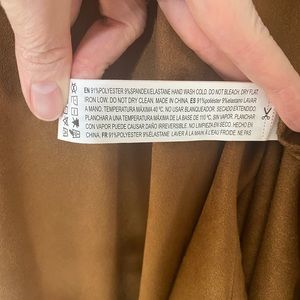 EN 91%POLYESTER 9%SPANDEX/ELASTANE HAND WASH COLD. DO NOT BLEACH. DRY FLAT
IRON LOW. DO NOT DRY CLEAN. MADE IN CHINA. ES 91%poliéster 9%elastano LAVAR
A MANO, TEMPERATURA MÁXIMA 40 ºC. NO USAR BLANQUEADOR. SECADO EXTENDIDO
PLANCHAR A UNA TEMPERATURA MÁXIMA DE LA BASE DE 110 ºC, SIN VAPOR. PLANCHAR
CON VAPOR PUEDE CAUSAR DAÑOS IRREVERSIBLES. NO LIMPIEZA EN SECO. HECHO EN
CHINA. FR 91%POLYESTER 9%ÉLASTHANNE LAVER À LA MAIN À L'EAU FROIDE. NE PAS